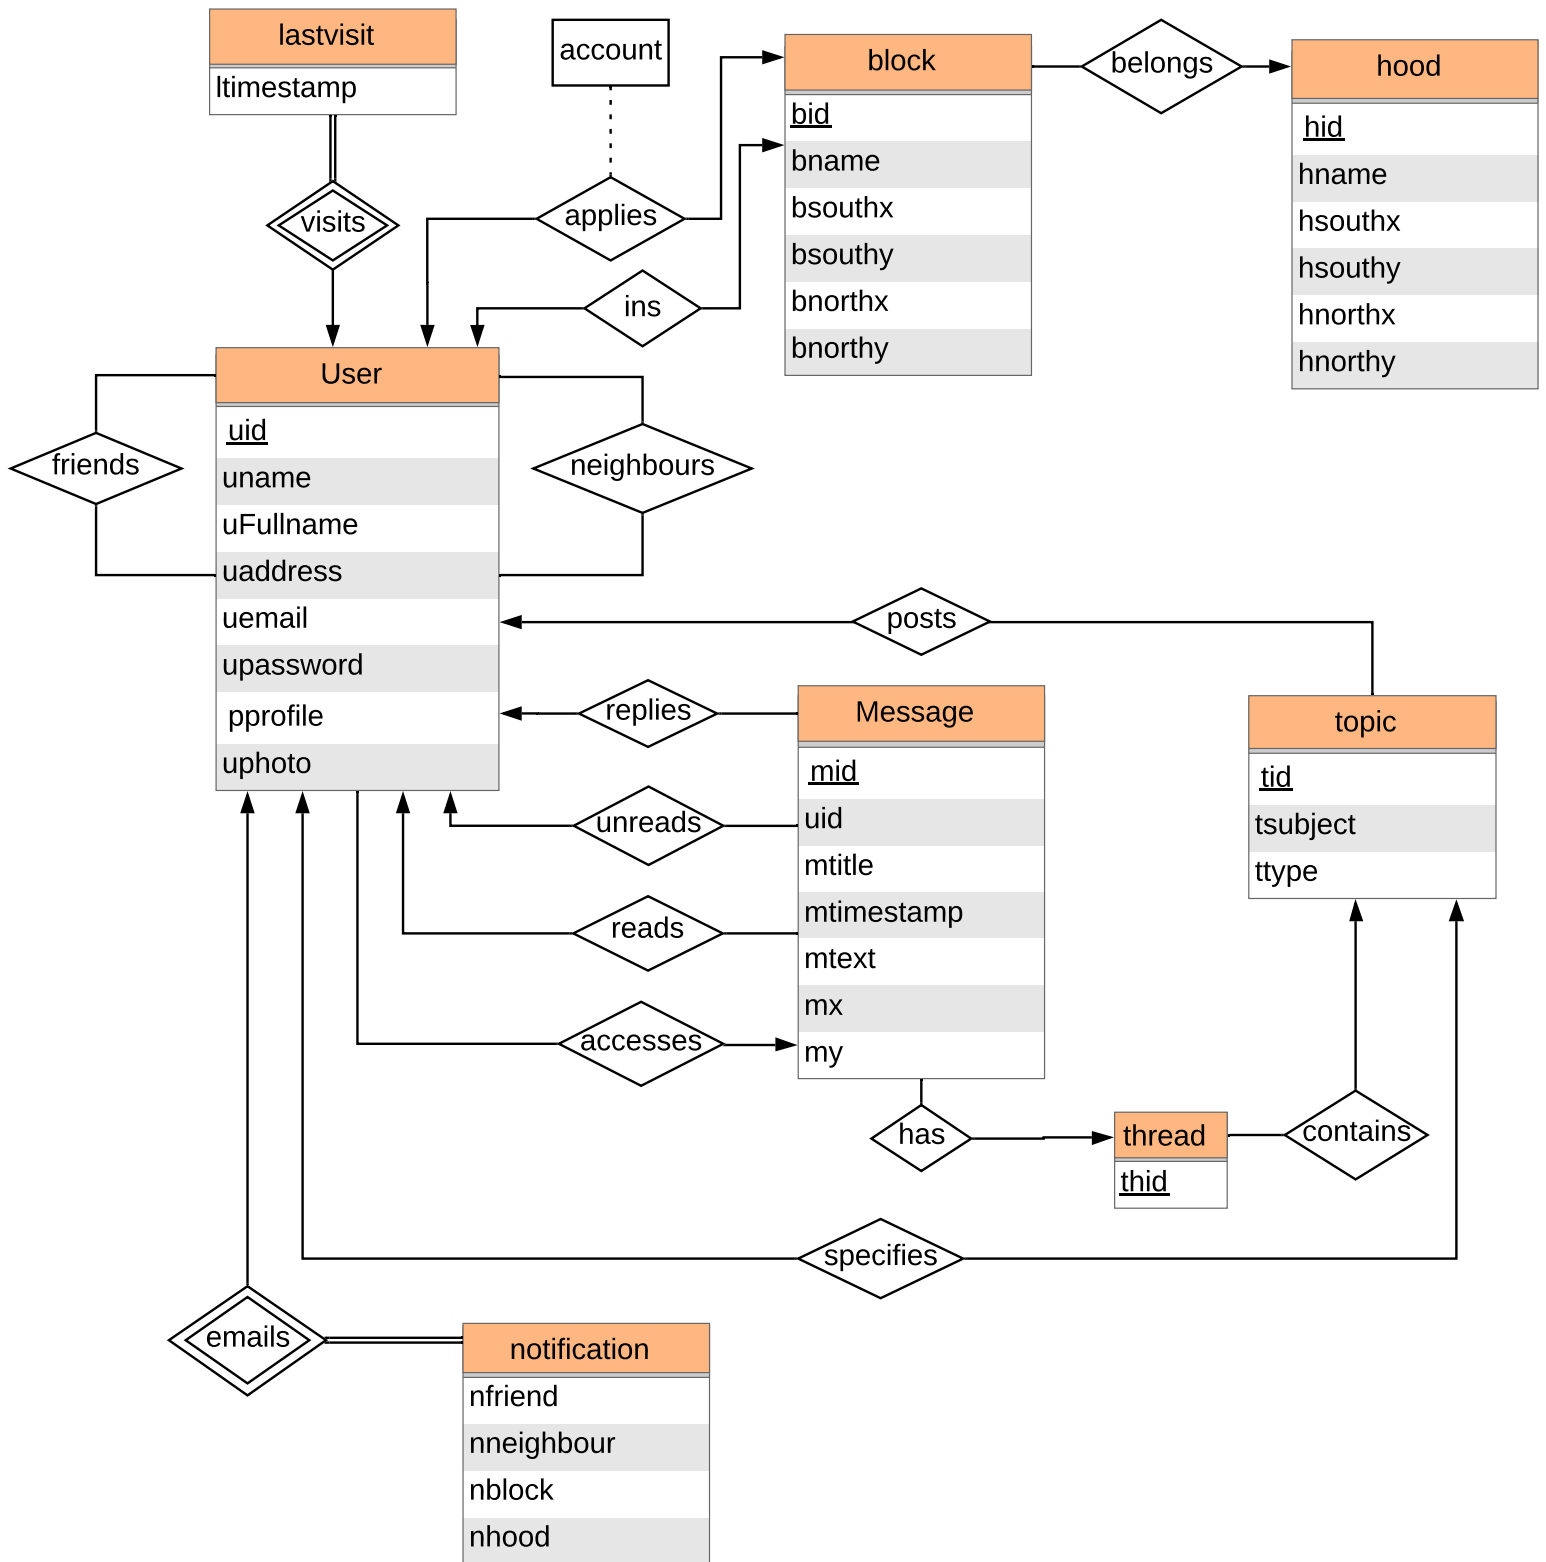 lastvisit
ltimestamp
account
block
bid
bname
bsouthx
bsouthy
bnorthx
bnorthy
belongs
hood
hid
hname
hsouthx
hsouthy
hnorthx
hnorthy
visits
applies
ins
User
uid
uname
uFullname
uaddress
uemail
upassword
pprofile
uphoto
friends
neighbours
posts
replies
unreads
reads
accesses
Message
mid
uid
mtitle
mtimestamp
mtext
mx
my
topic
tid
tsubject
ttype
has
thread
thid
contains
specifies
emails
notification
nfriend
nneighbour
nblock
nhood